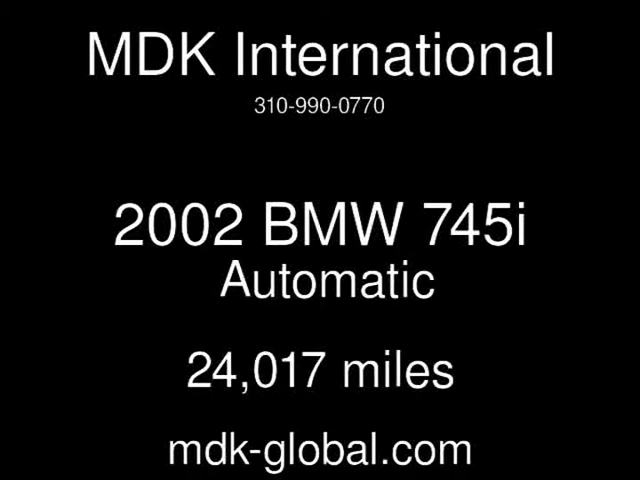 MDK International
310-990-0770
2002 BMW 745i
Automatic
24,017 miles
mdk-global.com